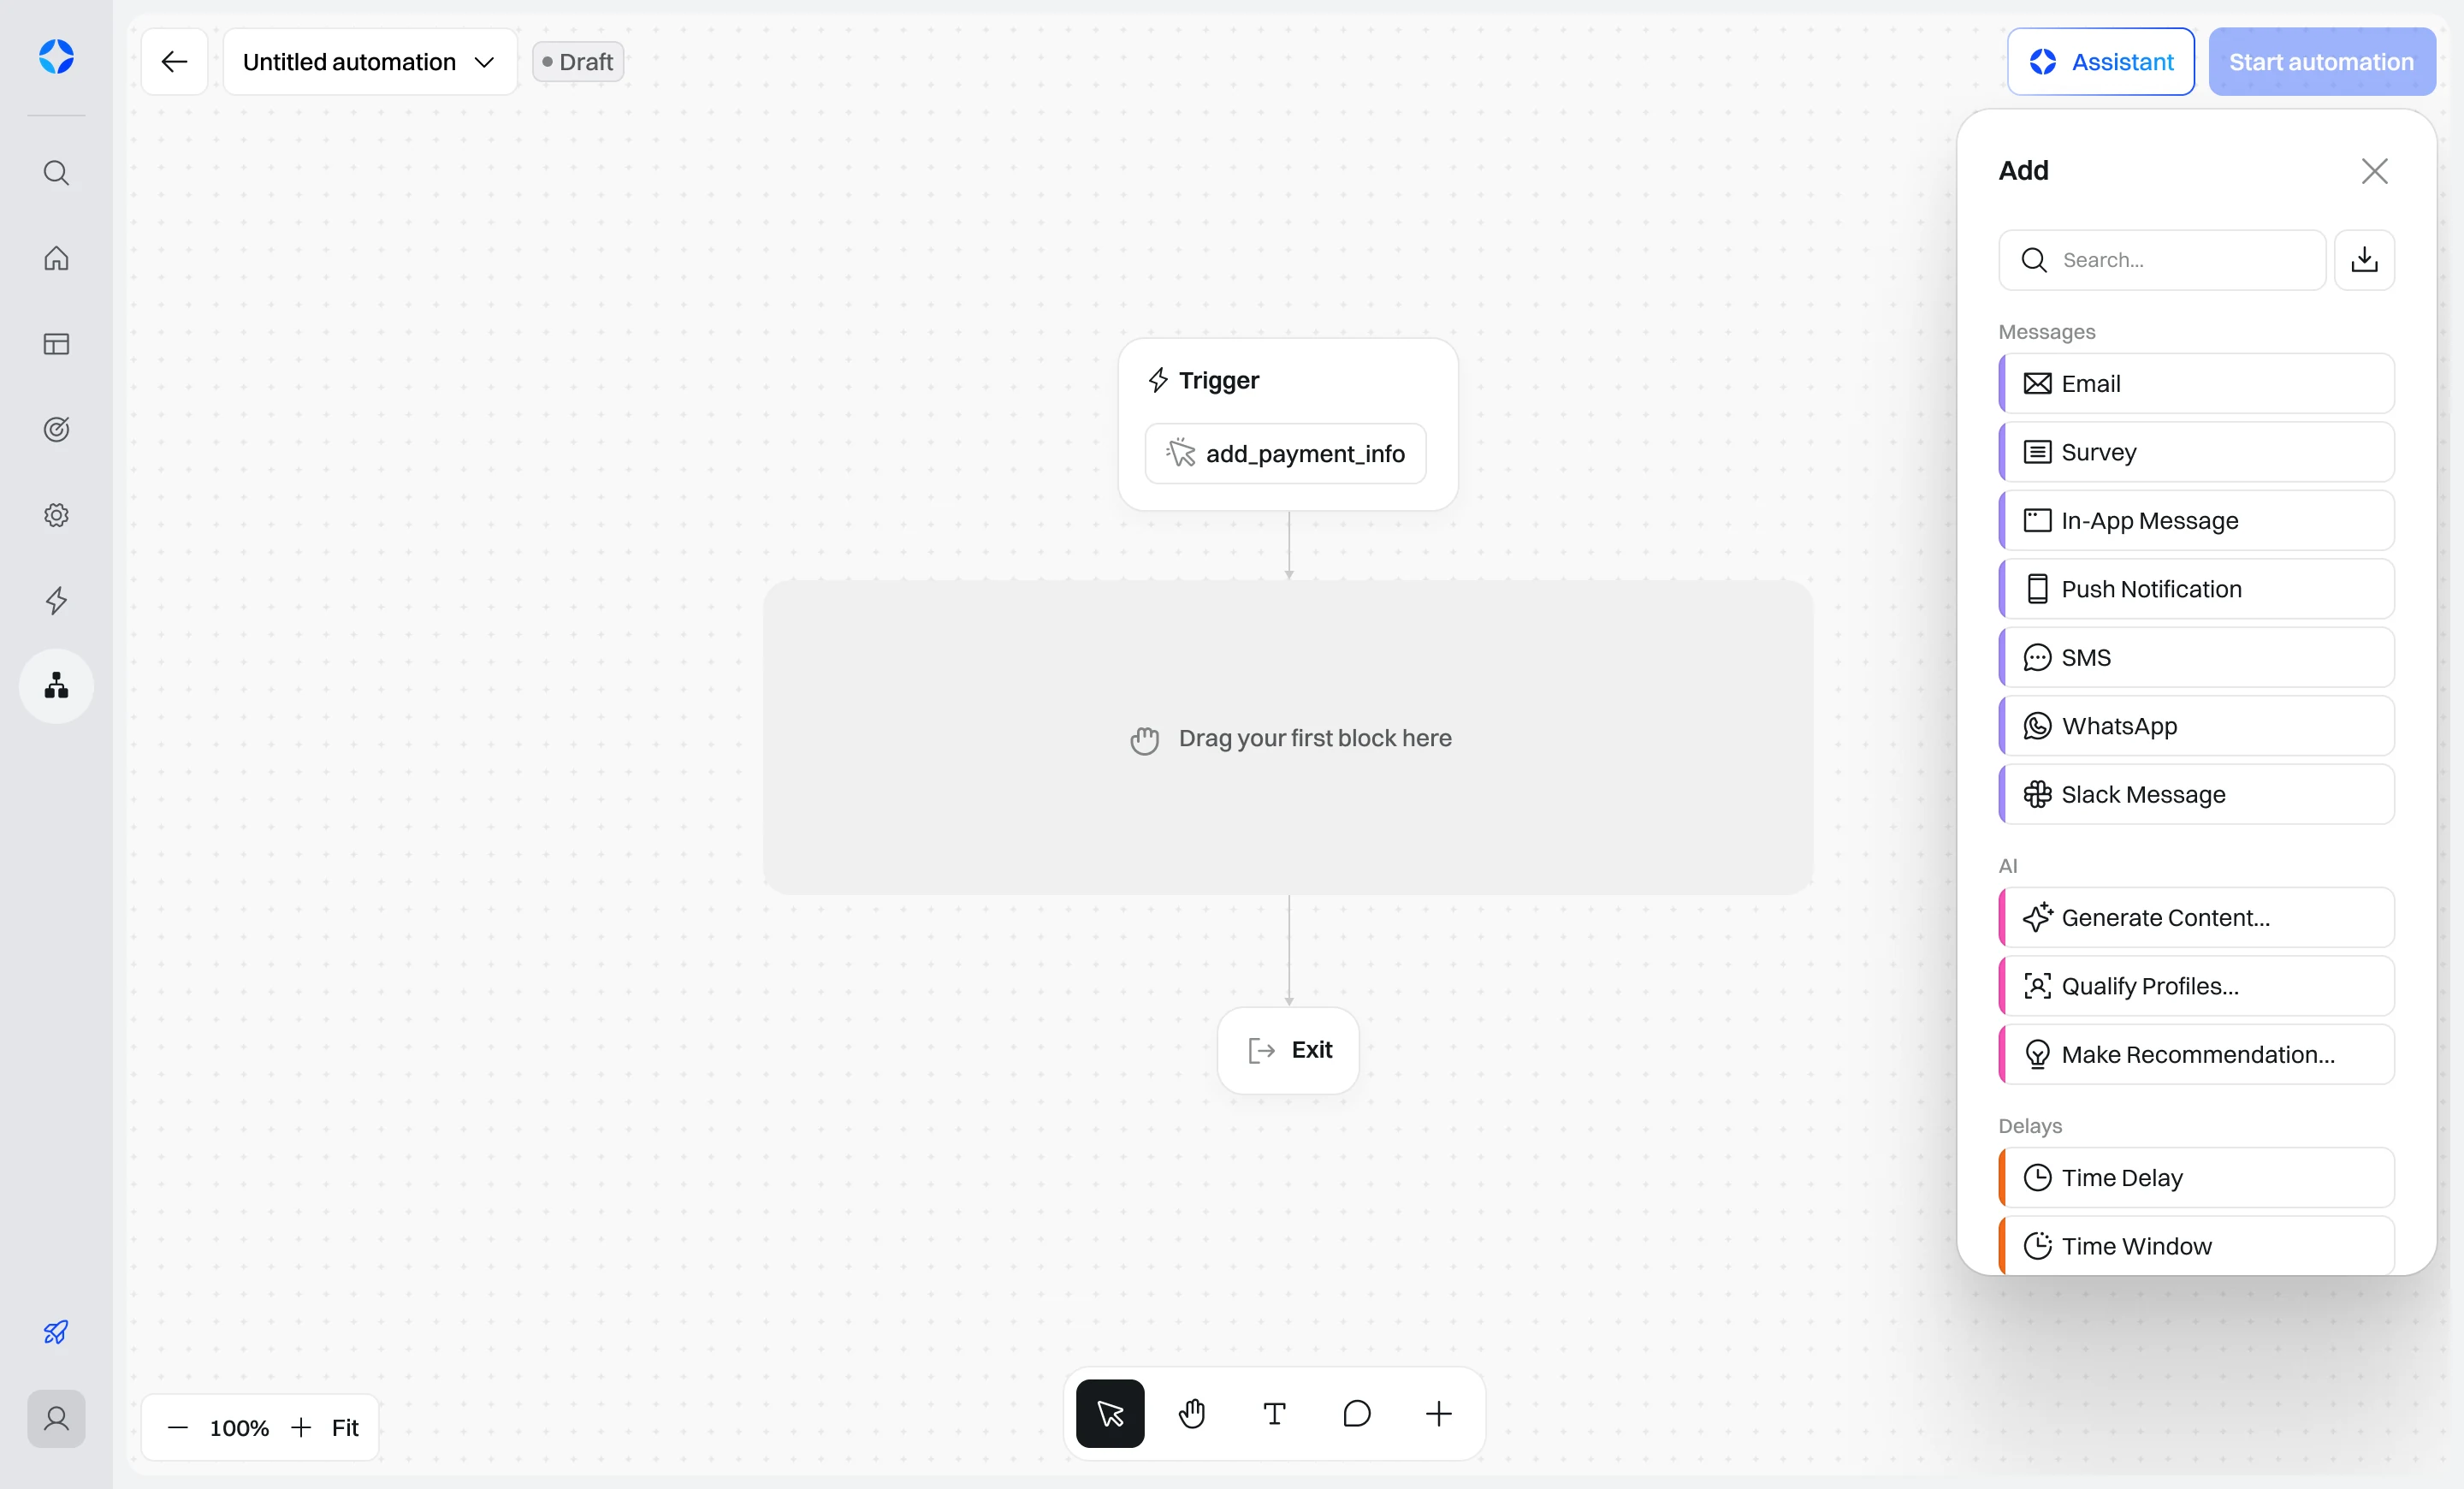 Untitled automation
Draft
Assistant
Start automation
Add
Search...
Messages
Email
Survey
In-App Message
Push Notification
SMS
WhatsApp
Slack Message
AI
Generate Content...
Qualify Profiles...
Make Recommendation...
Delays
Time Delay
Time Window
Trigger
add_payment_info
Drag your first block here
Exit
100%
Fit
T